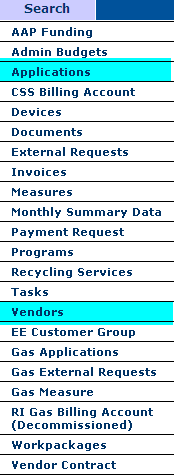 Search
AAP Funding
Admin Budgets
Applications
CSS Billing Account
Devices
Documents
External Requests
Invoices
Measures
Monthly Summary Data
Payment Request
Programs
Recycling Services
Tasks
Vendors
EE Customer Group
Gas Applications
Gas External Requests
Gas Measure
RI Gas Billing Account
(Decommissioned)
Workpackages
Vendor Contract